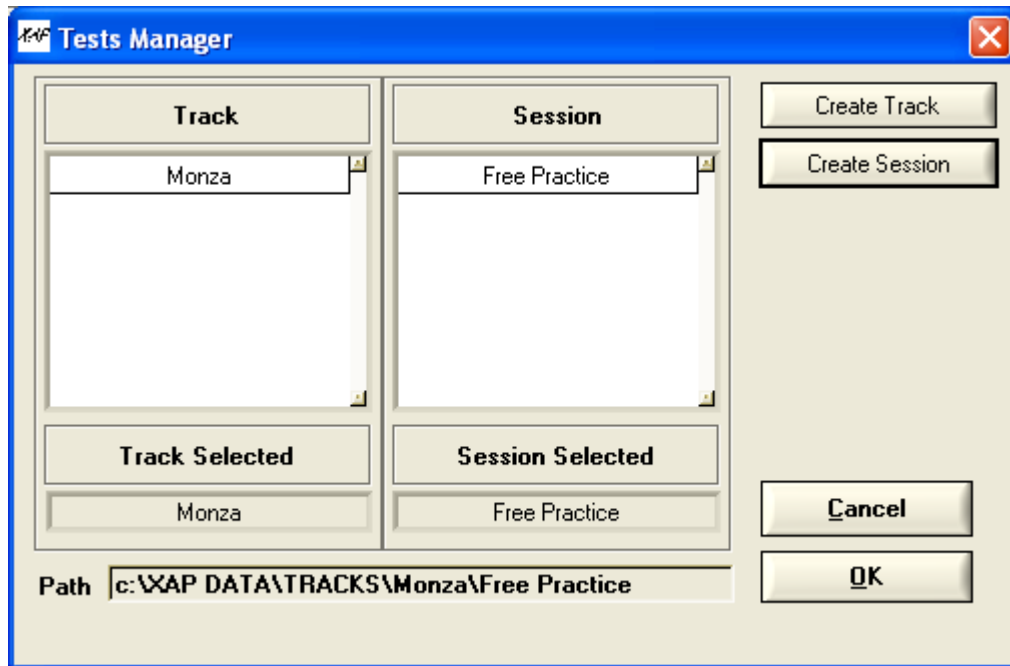 XAP Tests Manager
Track
Session
Create Track
Create Session
Monza
Free Practice
Track Selected
Session Selected
Monza
Free Practice
Cancel
OK
Path c:\XAP DATA\TRACKS\Monza\Free Practice